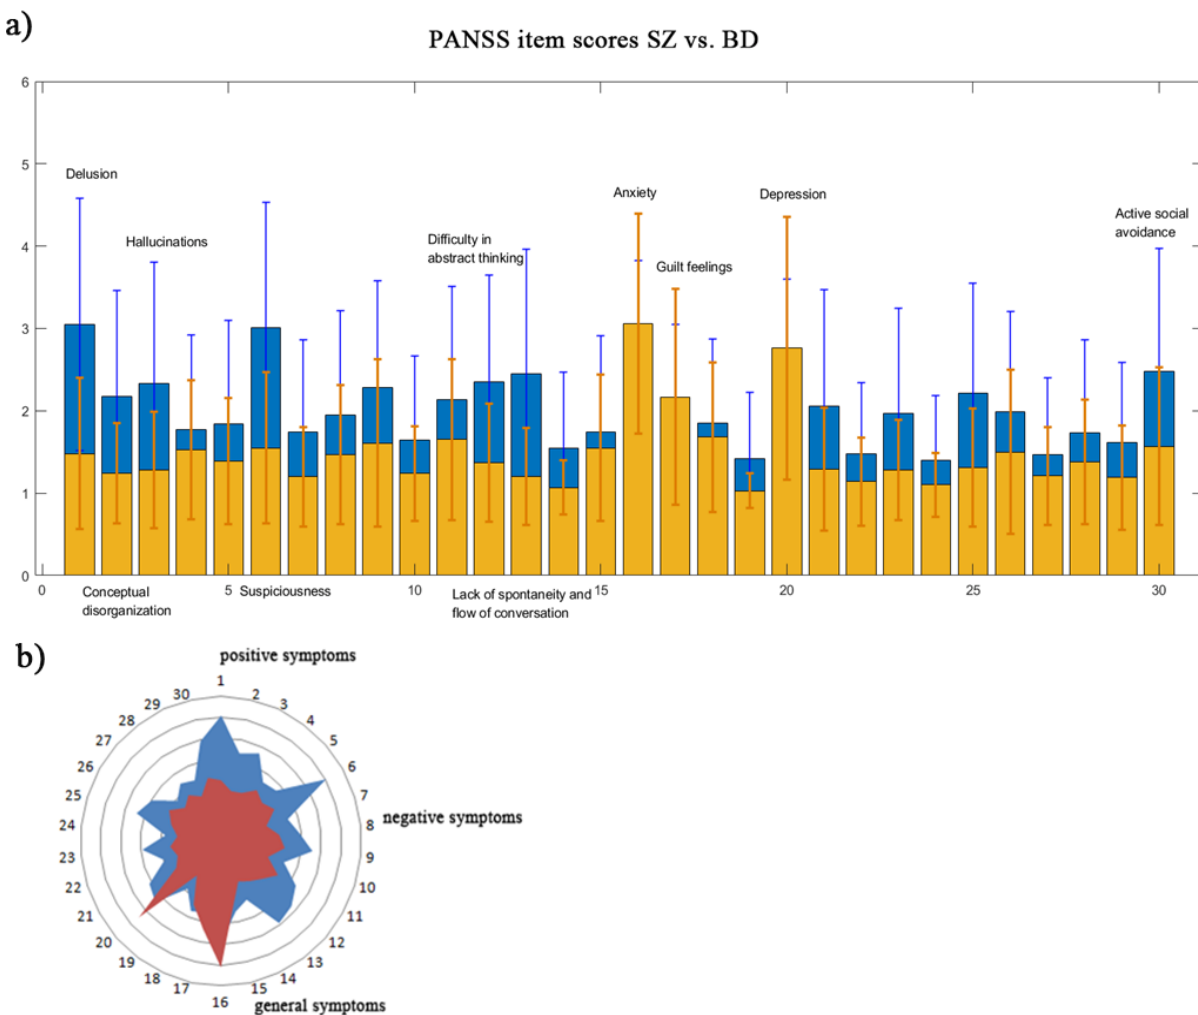 a)
PANSS item scores SZ vs. BD
6
5
4
3
2
1
0
Delusion
Hallucinations
Difficulty in
abstract thinking
Anxiety
Guilt feelings
Depression
Active social
avoidance
0
5
10
15
20
25
30
Conceptual
disorganization
Suspiciousness
Lack of spontaneity and
flow of conversation
b)
positive symptoms
1
2
3
4
5
6
7
negative symptoms
8
9
10
11
12
13
14
15
general symptoms
16
17
18
19
20
21
22
23
24
25
26
27
28
29
30